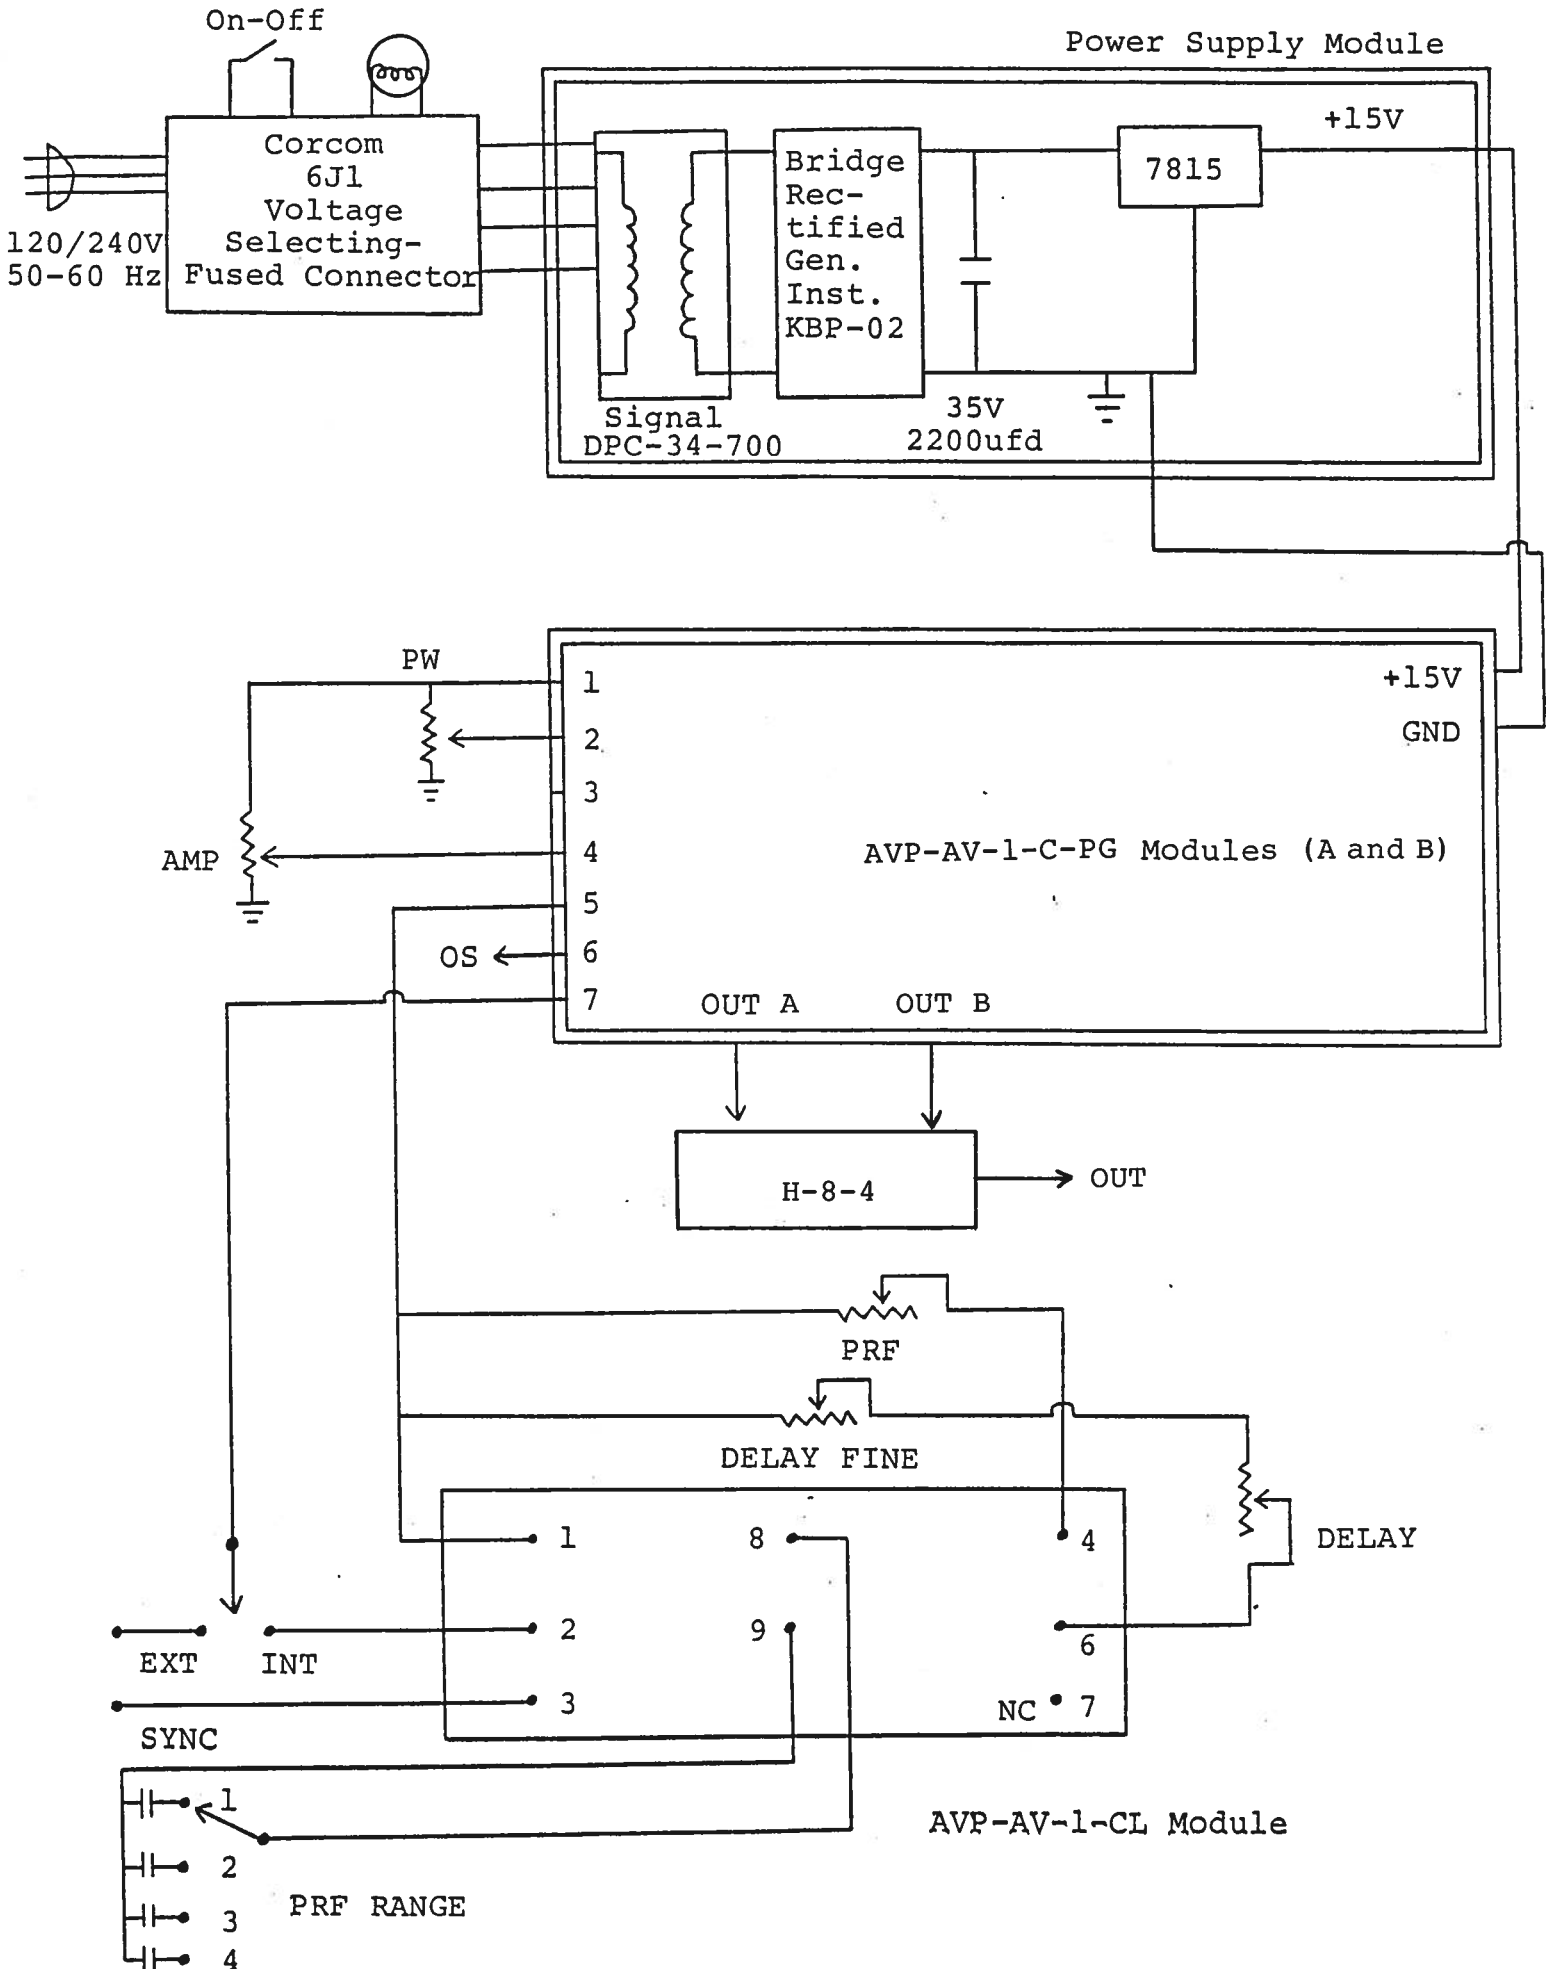 On-Off
Power Supply Module
Corcom
6J1
Voltage
Selecting-
Fused Connector
120/240V
50-60 Hz
Bridge
Rec-
tified
Gen.
Inst.
KBP-02
7815
+15V
Signal
DPC-34-700
35V
2200ufd
PW
1
2
3
4
5
6
7
AMP
OS
+15V
GND
AVP-AV-1-C-PG Modules (A and B)
OUT A
OUT B
H-8-4
OUT
PRF
DELAY FINE
DELAY
1
8
4
2
9
6
3
NC
7
EXT
INT
SYNC
AVP-AV-1-CL Module
1
2
3
4
PRF RANGE